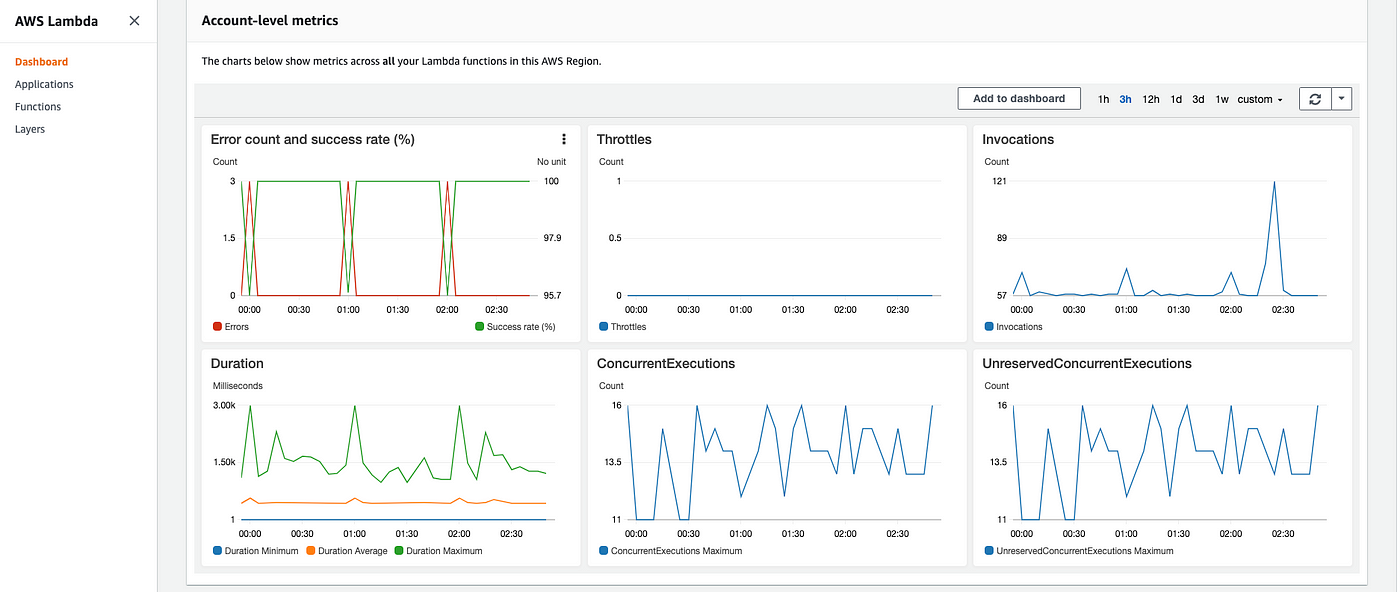 AWS Lambda
Dashboard
Applications
Functions
Layers
Account-level metrics
The charts below show metrics across all your Lambda functions in this AWS Region.
Add to dashboard 1h 3h 12h 1d 3d 1w custom
Error count and success rate (%)
Count No unit
3 100
1.5 97.9
0 95.7
00:00 00:30 01:00 01:30 02:00 02:30
Errors Success rate (%)
Throttles
Count
1
0.5
0
00:00 00:30 01:00 01:30 02:00 02:30
Throttles
Invocations
Count
121
89
57
00:00 00:30 01:00 01:30 02:00 02:30
Invocations
Duration
Milliseconds
3.00k
1.50k
1
00:00 00:30 01:00 01:30 02:00 02:30
Duration Minimum Duration Average Duration Maximum
ConcurrentExecutions
Count
16
13.5
11
00:00 00:30 01:00 01:30 02:00 02:30
ConcurrentExecutions Maximum
UnreservedConcurrentExecutions
Count
16
13.5
11
00:00 00:30 01:00 01:30 02:00 02:30
UnreservedConcurrentExecutions Maximum